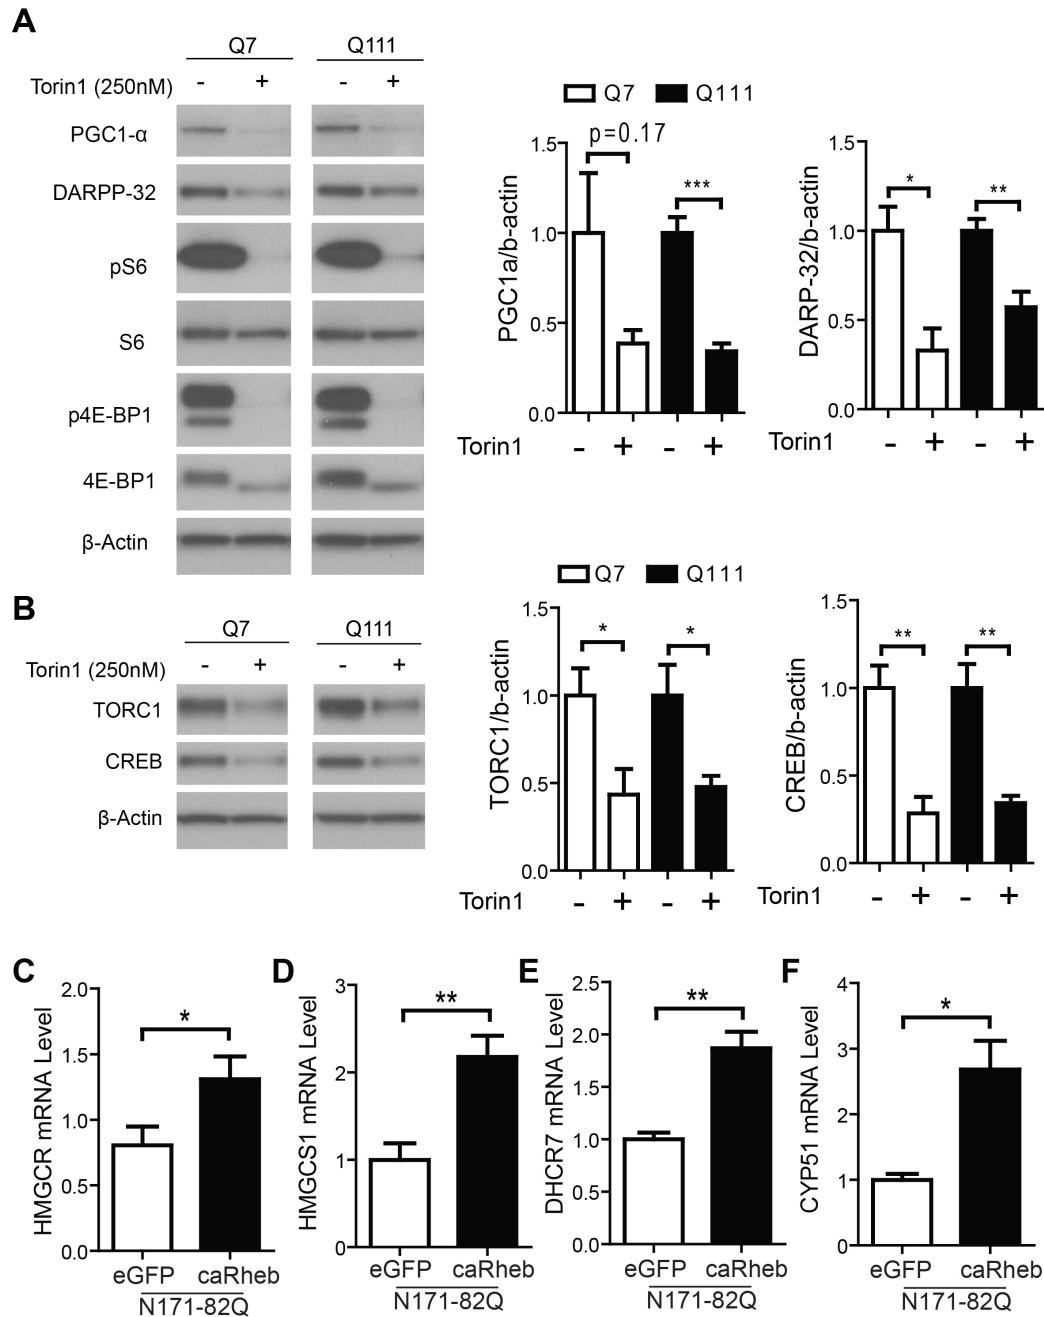 A
Q7 Q111
Torin1 (250nM) - + - +
PGC1-α
DARPP-32
pS6
S6
p4E-BP1
4E-BP1
β-Actin
Q7 Q111
PGC1a/b-actin
1.5
1.0
0.5
0.0
p=0.17
***
Torin1 - + - +
DARP-32/b-actin
1.5
1.0
0.5
0.0
*
**
Torin1 - + - +
B
Q7 Q111
Torin1 (250nM) - + - +
TORC1
CREB
β-Actin
Q7 Q111
TORC1/b-actin
1.5
1.0
0.5
0.0
*
*
Torin1 - + - +
CREB/b-actin
1.5
1.0
0.5
0.0
**
**
Torin1 - + - +
C
HMGCR mRNA Level
2.0
1.5
1.0
0.5
0.0
*
eGFP caRheb
N171-82Q
D
HMGCS1 mRNA Level
3
2
1
0
**
eGFP caRheb
N171-82Q
E
DHCR7 mRNA Level
2.5
2.0
1.5
1.0
0.5
0.0
**
eGFP caRheb
N171-82Q
F
CYP51 mRNA Level
4
3
2
1
0
*
eGFP caRheb
N171-82Q